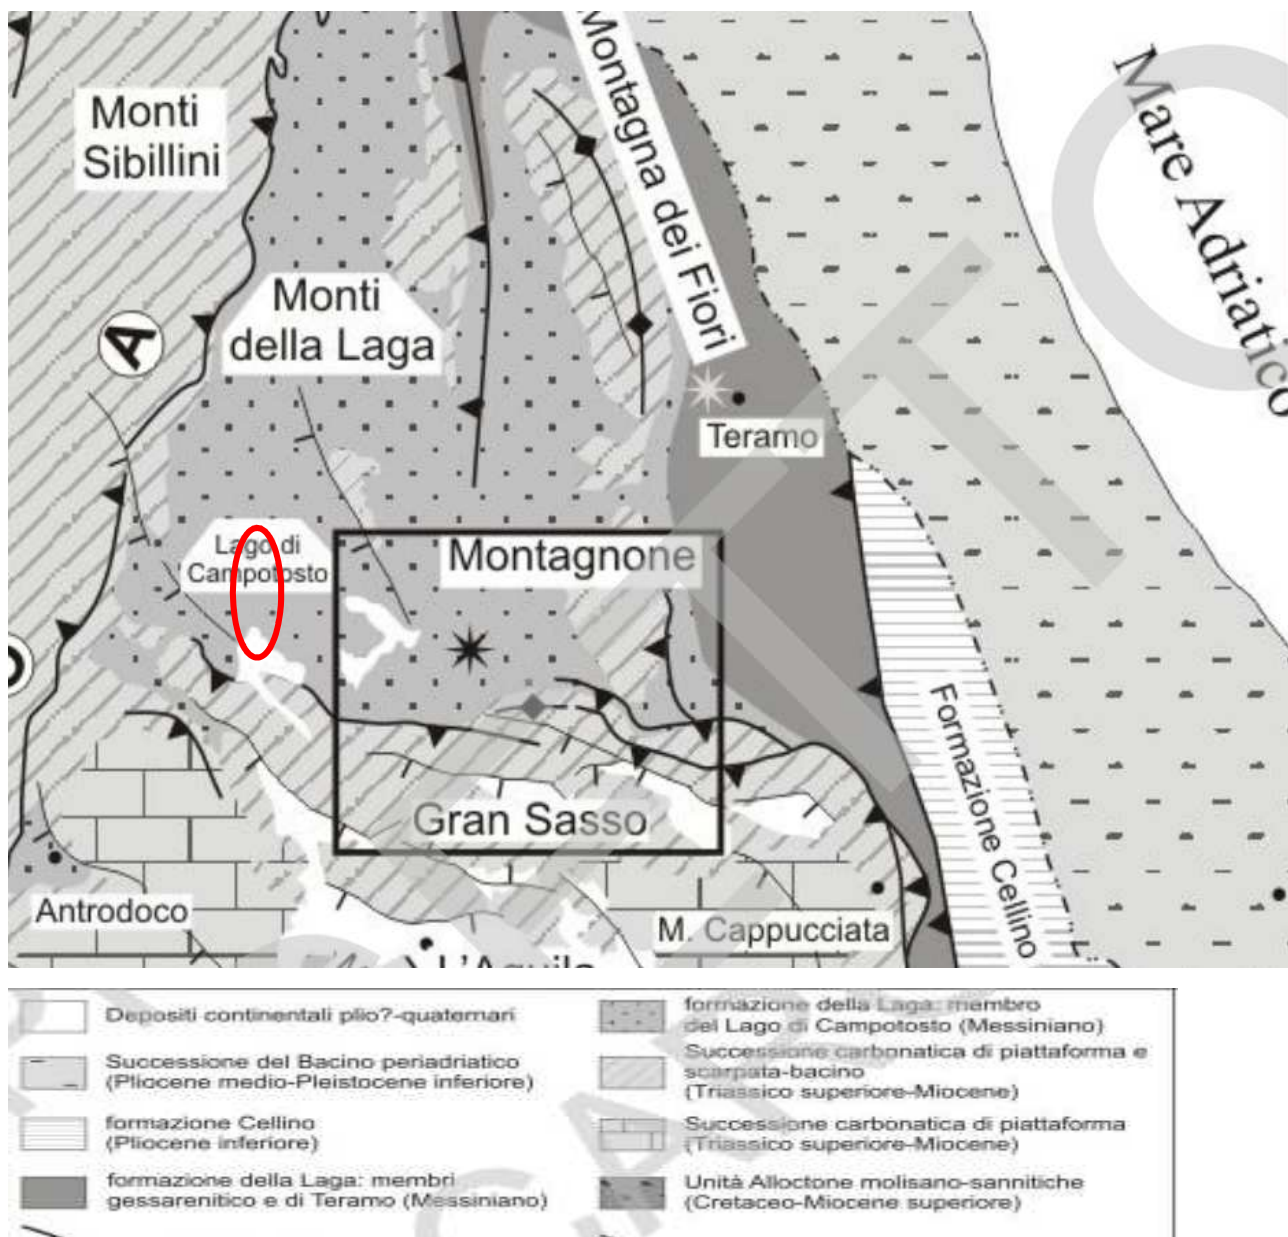 Monti
Sibillini
Montagna dei Fiori
Mare Adriatico
A
Monti
della Laga
Teramo
Lago di
Campotosto
Montagnone
Formazione Cellino
Gran Sasso
Antrodoco
M. Cappucciata
L'Aquila
Depositi continentali plio?-quaternari
Successione del Bacino periadriatico
(Pliocene medio-Pleistocene inferiore)
formazione Cellino
(Pliocene inferiore)
formazione della Laga: membri
gessarenitico e di Teramo (Messiniano)
formazione della Laga: membro
del Lago di Campotosto (Messiniano)
Successione carbonatica di piattaforma e
scarpata-bacino
(Triassico superiore-Miocene)
Successione carbonatica di piattaforma
(Triassico superiore-Miocene)
Unità Alloctone molisano-sannitiche
(Cretaceo-Miocene superiore)